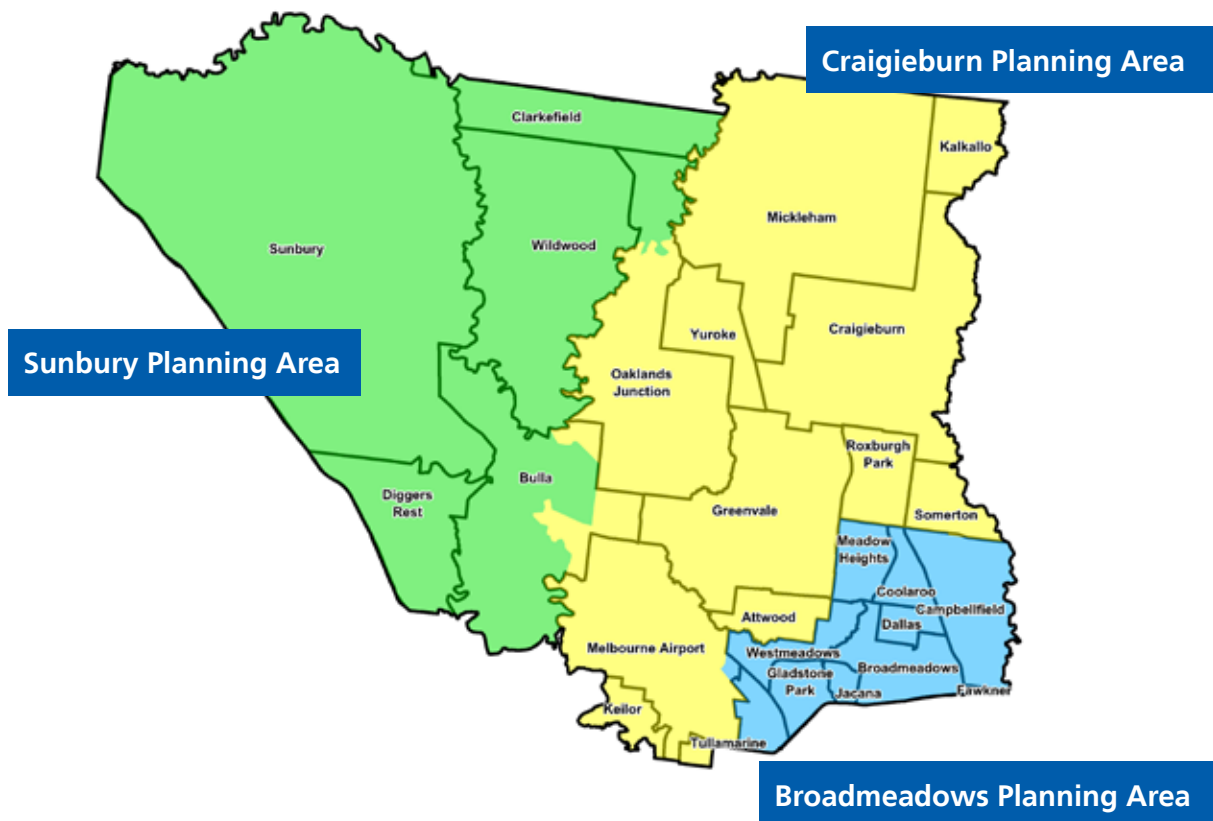 Craigieburn Planning Area
Clarkefield
Kalkallo
Mickleham
Sunbury
Wildwood
Craigieburn
Yuroke
Sunbury Planning Area
Oaklands
Junction
Roxburgh
Park
Bulla
Diggers
Rest
Greenvale
Somerton
Meadow
Heights
Coolaroo
Campbellfield
Attwood
Dallas
Melbourne Airport
Westmeadows
Broadmeadows
Gladstone
Park
Jacana
Fawkner
Keilor
Tullamarine
Broadmeadows Planning Area